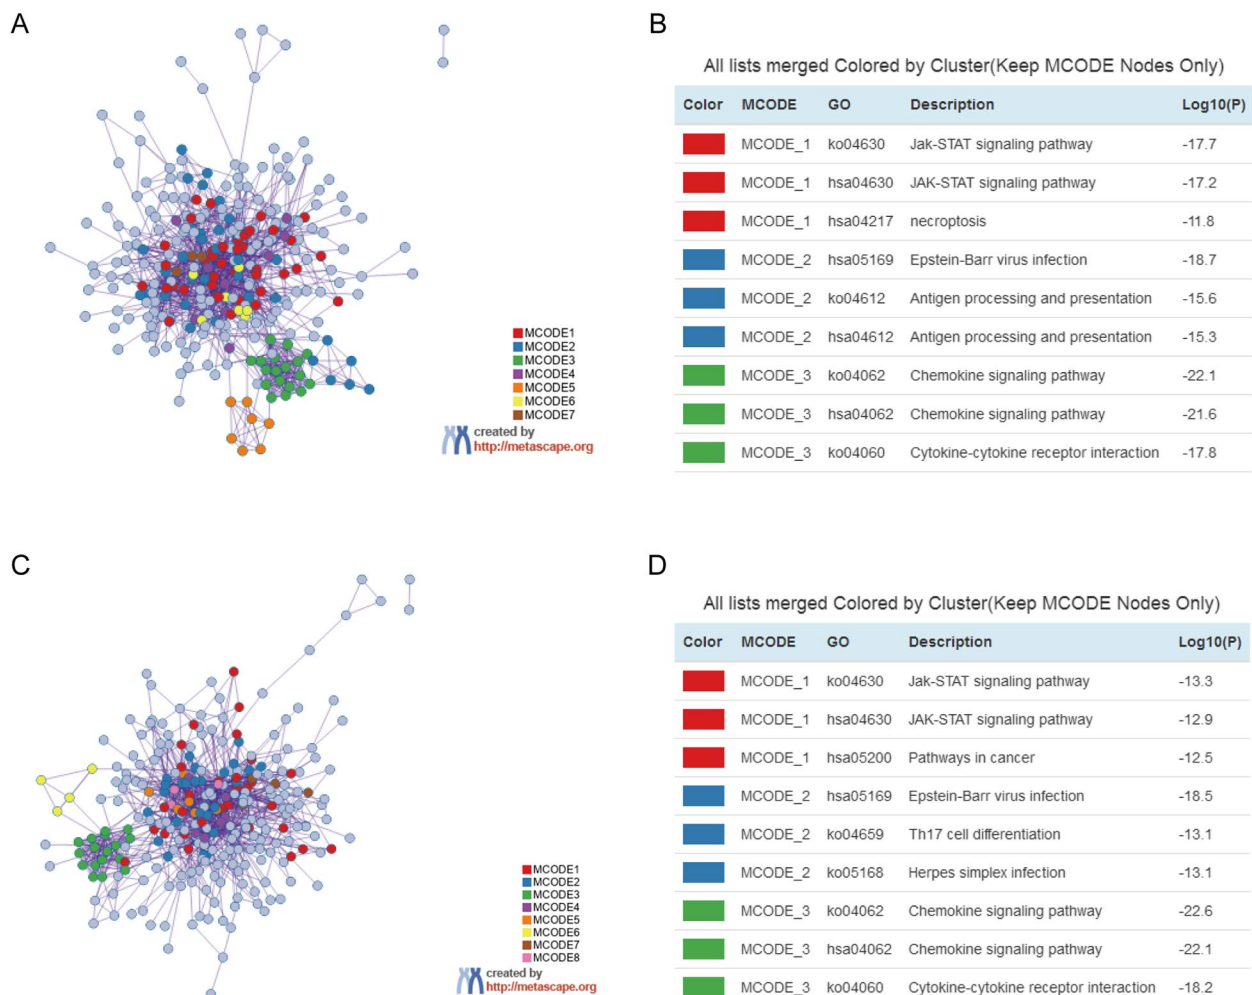 A
MCODE1
MCODE2
MCODE3
MCODE4
MCODE5
MCODE6
MCODE7
created by
http://metascape.org
B
All lists merged Colored by Cluster(Keep MCODE Nodes Only)
Color MCODE GO Description Log10(P)
MCODE_1 ko04630 Jak-STAT signaling pathway -17.7
MCODE_1 hsa04630 JAK-STAT signaling pathway -17.2
MCODE_1 hsa04217 necroptosis -11.8
MCODE_2 hsa05169 Epstein-Barr virus infection -18.7
MCODE_2 ko04612 Antigen processing and presentation -15.6
MCODE_2 hsa04612 Antigen processing and presentation -15.3
MCODE_3 ko04062 Chemokine signaling pathway -22.1
MCODE_3 hsa04062 Chemokine signaling pathway -21.6
MCODE_3 ko04060 Cytokine-cytokine receptor interaction -17.8
C
MCODE1
MCODE2
MCODE3
MCODE4
MCODE5
MCODE6
MCODE7
MCODE8
created by
http://metascape.org
D
All lists merged Colored by Cluster(Keep MCODE Nodes Only)
Color MCODE GO Description Log10(P)
MCODE_1 ko04630 Jak-STAT signaling pathway -13.3
MCODE_1 hsa04630 JAK-STAT signaling pathway -12.9
MCODE_1 hsa05200 Pathways in cancer -12.5
MCODE_2 hsa05169 Epstein-Barr virus infection -18.5
MCODE_2 ko04659 Th17 cell differentiation -13.1
MCODE_2 ko05168 Herpes simplex infection -13.1
MCODE_3 ko04062 Chemokine signaling pathway -22.6
MCODE_3 hsa04062 Chemokine signaling pathway -22.1
MCODE_3 ko04060 Cytokine-cytokine receptor interaction -18.2